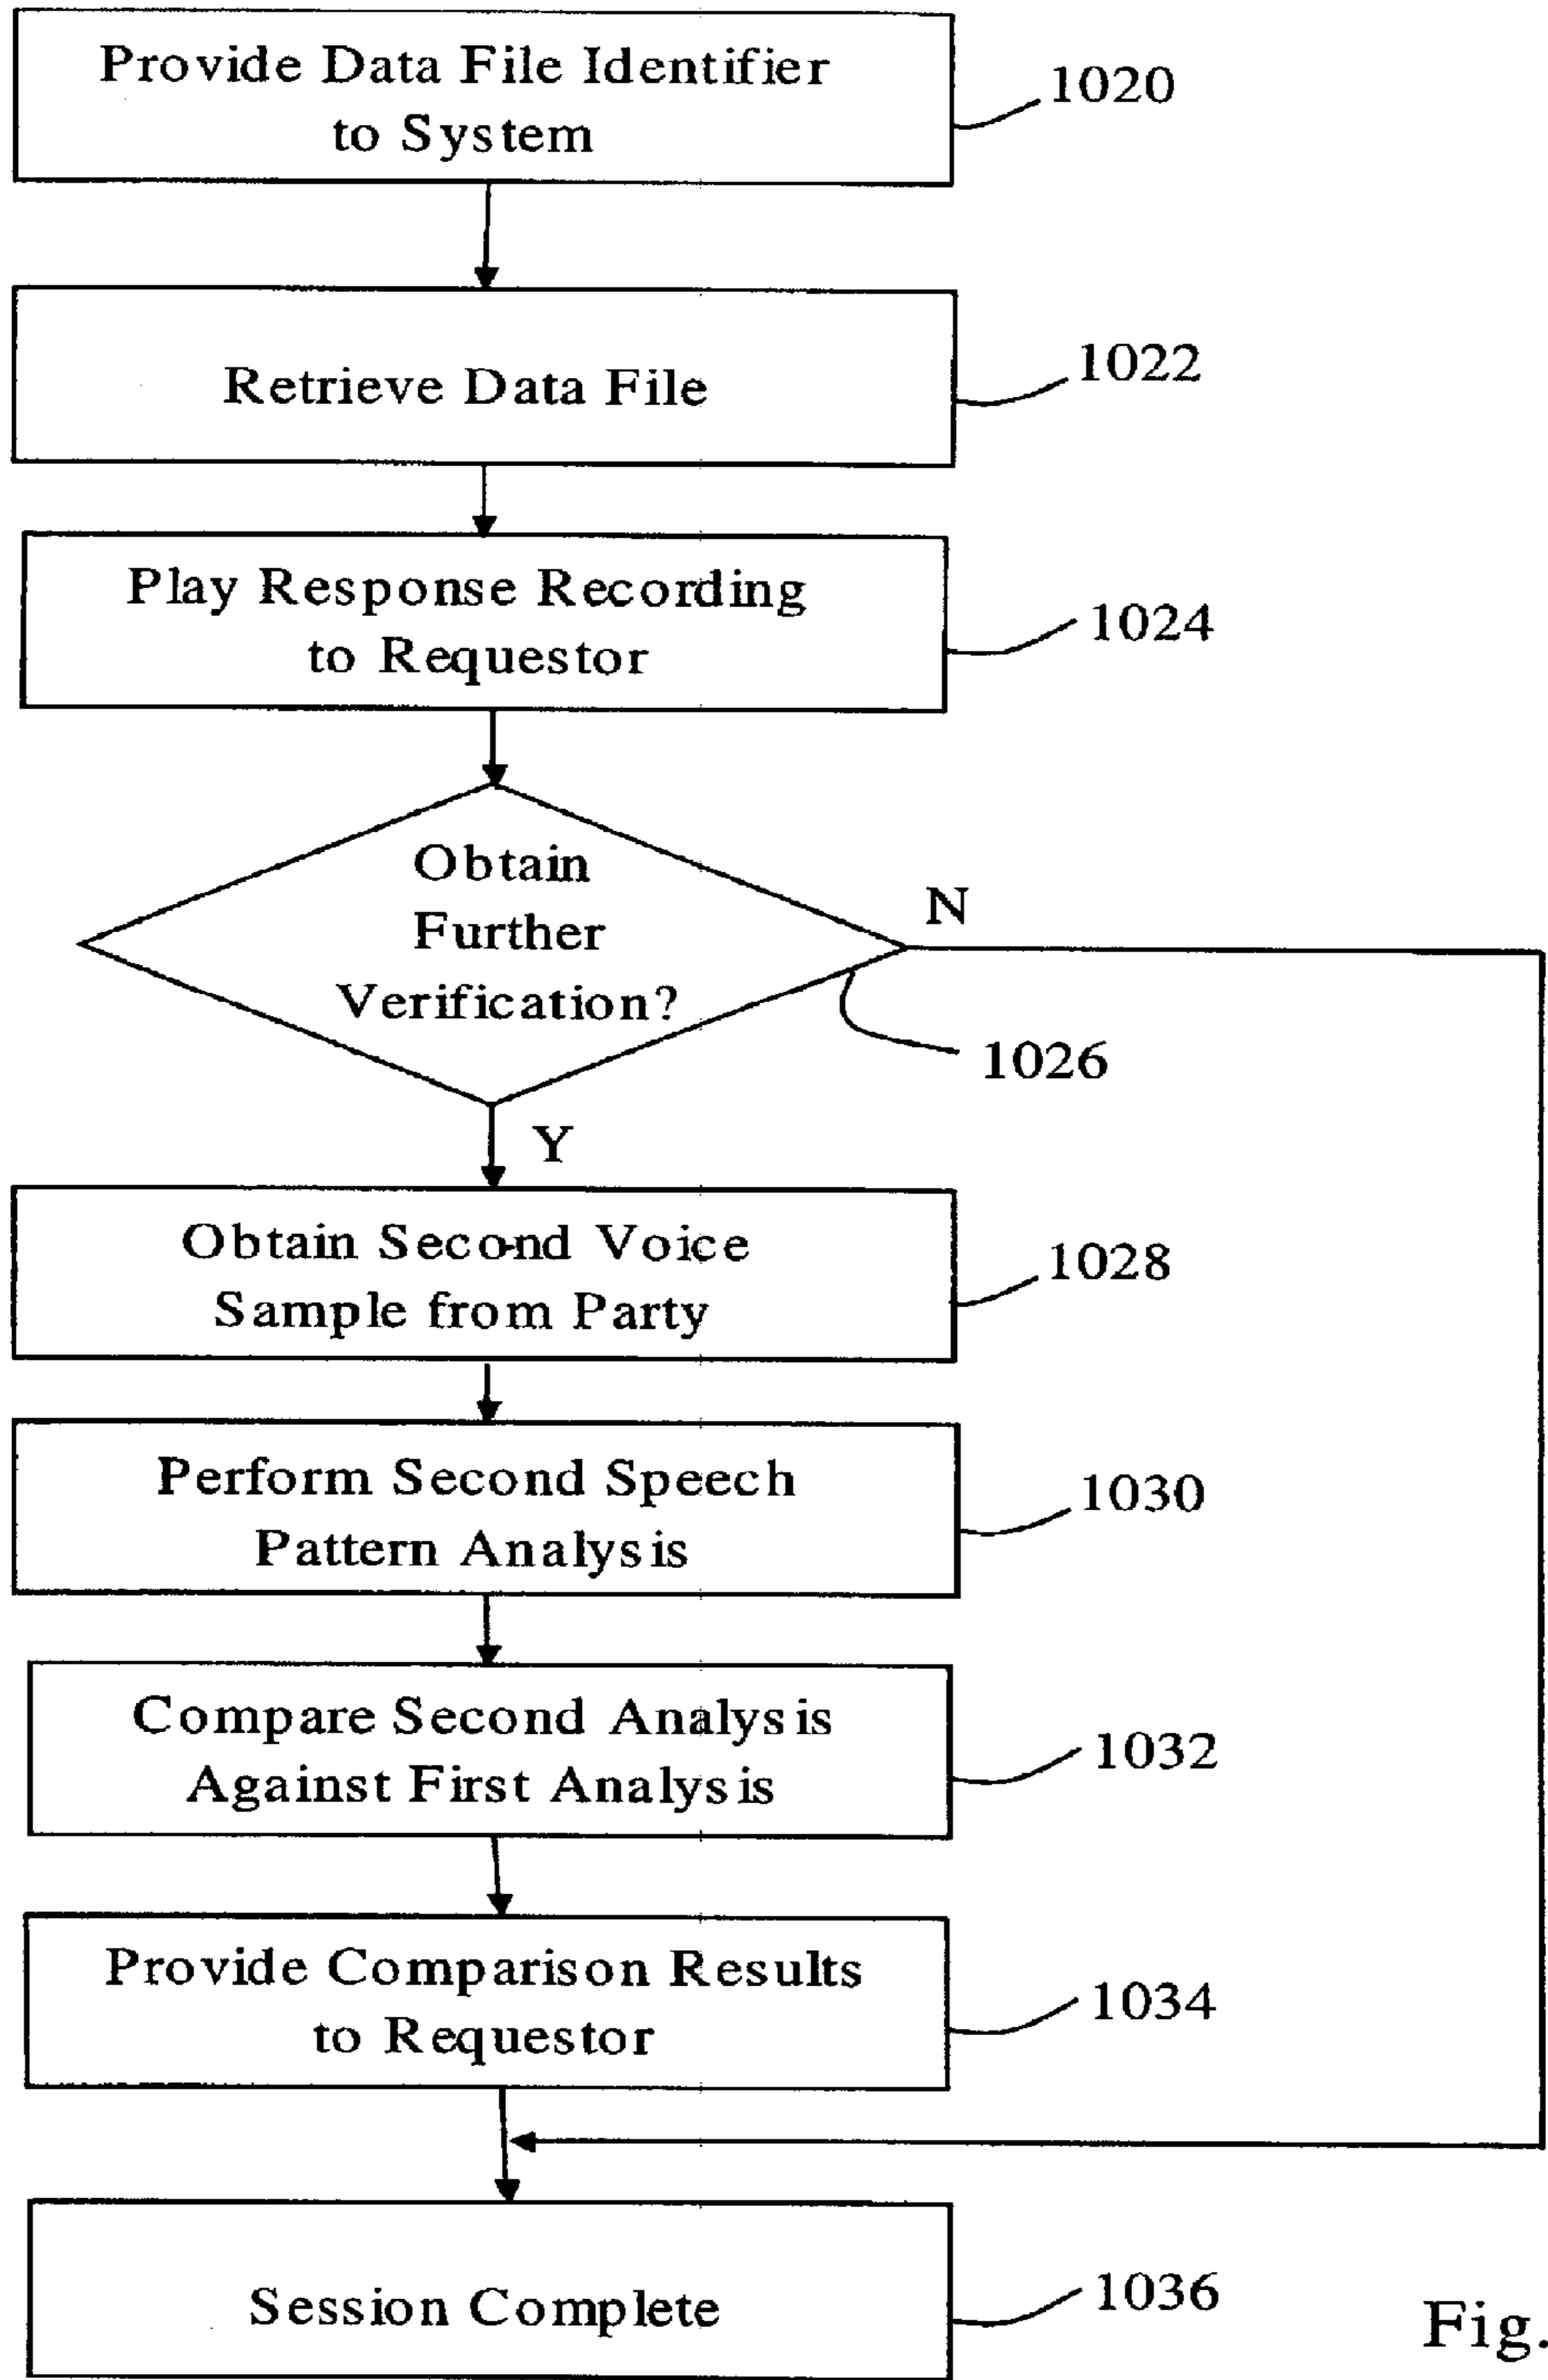 Provide Data File Identifier
to System
1020
Retrieve Data File
1022
Play Response Recording
to Requestor
1024
Obtain
Further
Verification?
N
1026
Y
Obtain Second Voice
Sample from Party
1028
Perform Second Speech
Pattern Analysis
1030
Compare Second Analysis
Against First Analysis
1032
Provide Comparison Results
to Requestor
1034
Session Complete
1036
Fig.